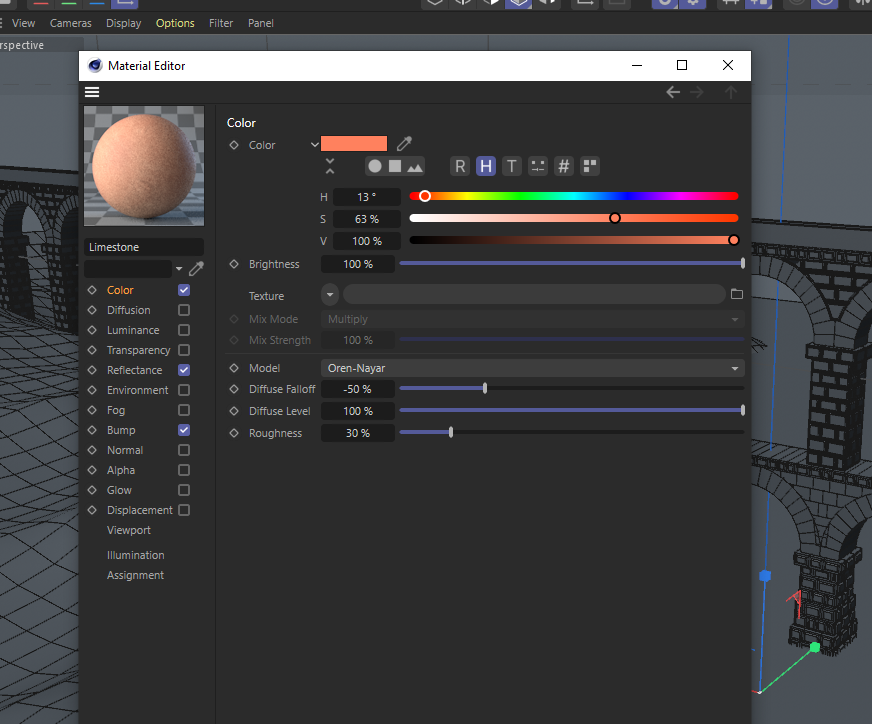 View Cameras Display Options Filter Panel
rspective
Material Editor
Color
Color
R H T #
H 13 °
S 63 %
V 100 %
Limestone
Brightness 100 %
Color
Texture
Diffusion
Mix Mode Multiply
Luminance
Mix Strength 100 %
Transparency
Reflectance
Model Oren-Nayar
Environment
Diffuse Falloff -50 %
Fog
Diffuse Level 100 %
Bump
Roughness 30 %
Normal
Alpha
Glow
Displacement
Viewport
Illumination
Assignment